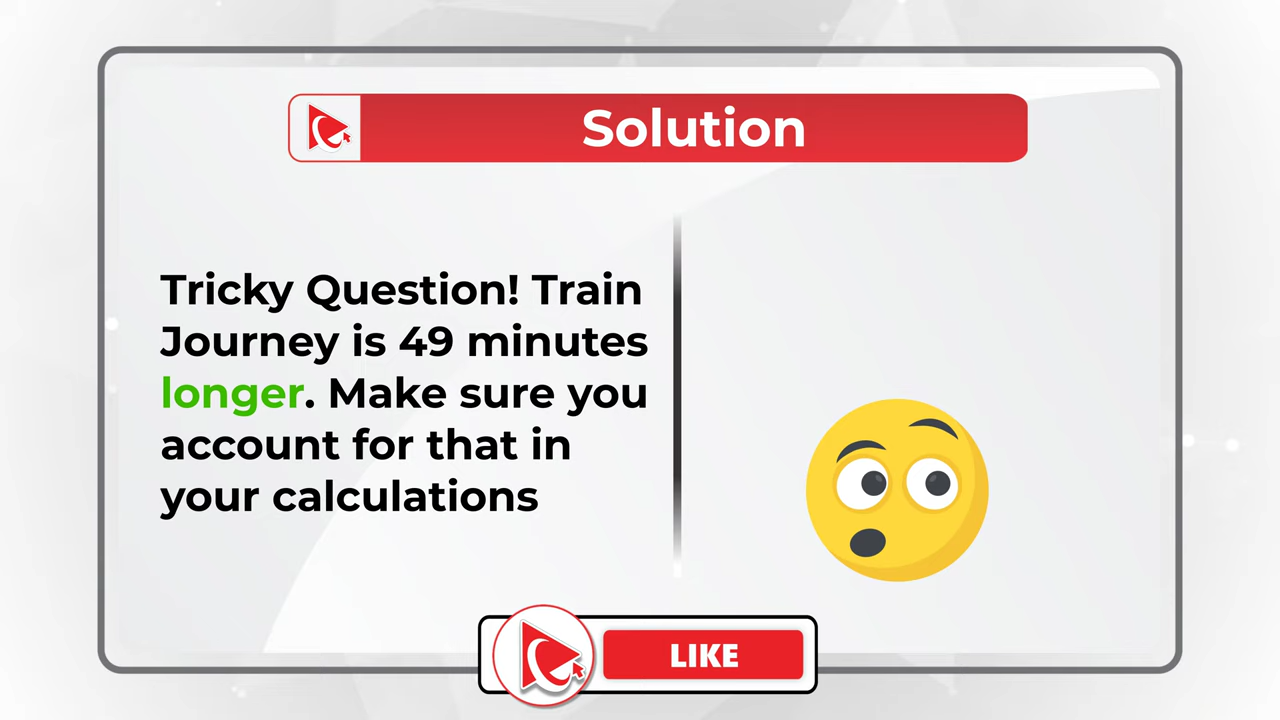 Solution
Tricky Question! Train
Journey is 49 minutes
longer. Make sure you
account for that in
your calculations
LIKE